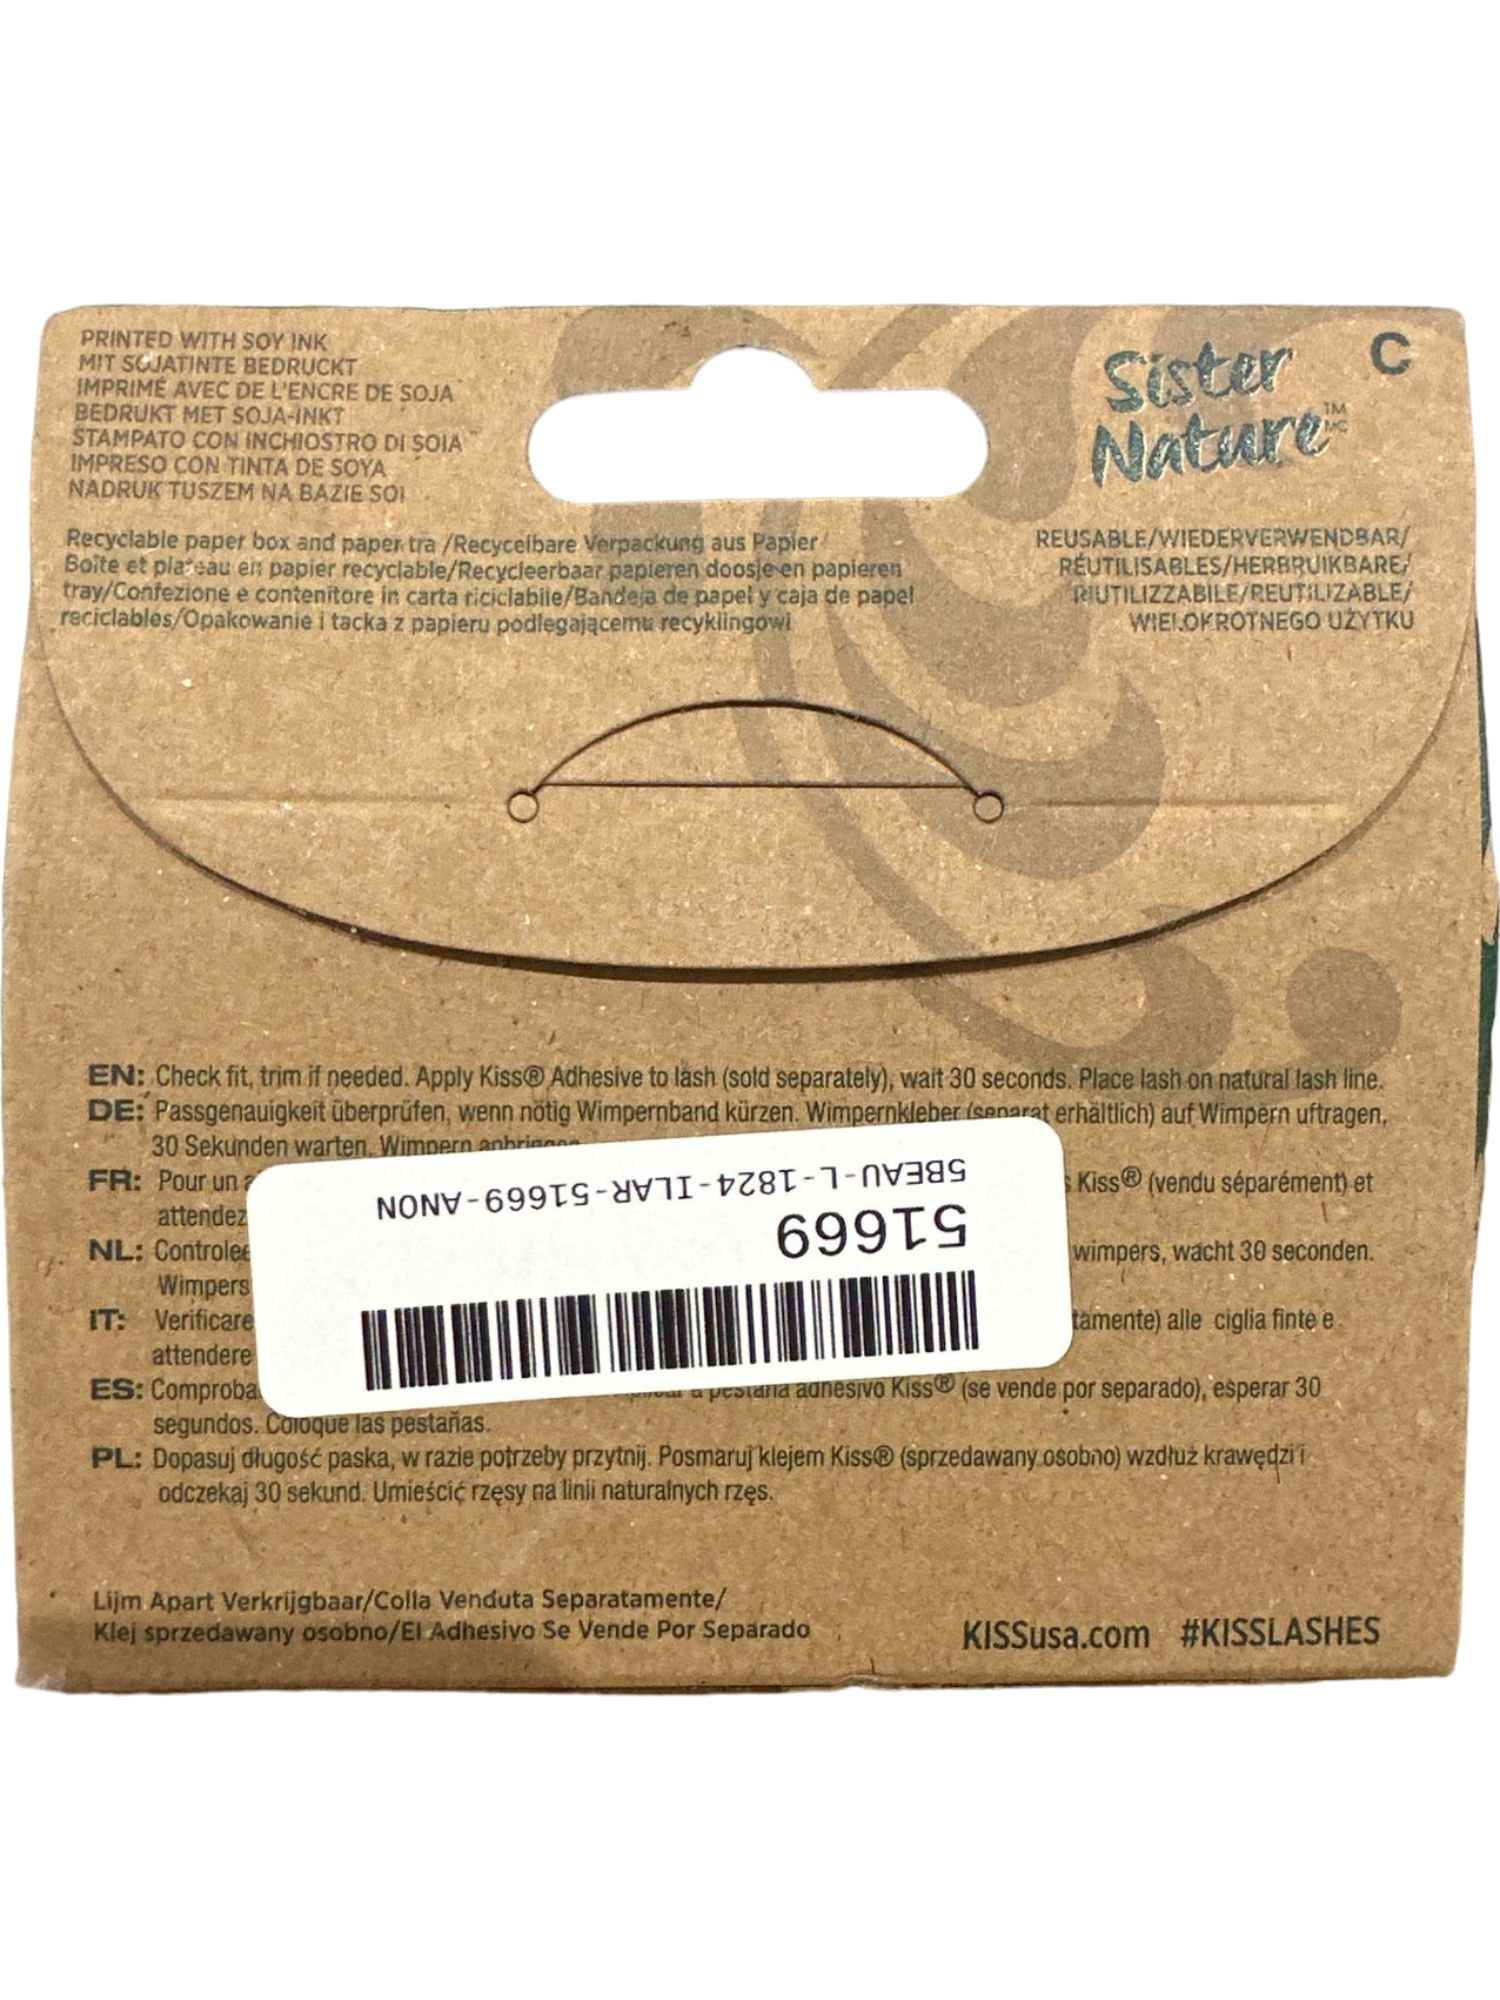 PRINTED WITH SOY INK
MIT SOJATINTE BEDRUCKT
IMPRIMÉ AVEC DE L'ENCRE DE SOJA
BEDRUKT MET SOJA-INKT
STAMPATO CON INCHIOSTRO DI SOIA
IMPRESO CON TINTA DE SOYA
NADRUK TUSZEM NA BAZIE SOI
Sister
Nature™
MC
C
Recyclable paper box and paper tra /Recycelbare Verpackung aus Papier/
Boîte et plateau en papier recyclable/Recycleerbaar papieren doosje en papieren
tray/Confezione e contenitore in carta riciclabile/Bandeja de papel y caja de papel
reciclables/Opakowanie i tacka z papieru podlegającemu recyklingowi
REUSABLE/WIEDERVERWENDBAR/
RÉUTILISABLES/HERBRUIKBARE/
RIUTILIZZABILE/REUTILIZABLE/
WIELOKROTNEGO UŻYTKU
EN: Check fit, trim if needed. Apply Kiss® Adhesive to lash (sold separately), wait 30 seconds. Place lash on natural lash line.
DE: Passgenauigkeit überprüfen, wenn nötig Wimpernband kürzen. Wimpernkleber (separat erhältlich) auf Wimpern uftragen,
30 Sekunden warten. Wimpern anbringen
FR: Pour un Kiss® (vendu séparément) et
attendez
NL: Controlee wimpers, wacht 30 seconden.
Wimpers
IT: Verificare tamente) alle ciglia finte e
attendere
ES: Comproba pestaña adhesivo Kiss® (se vende por separado), esperar 30
segundos. Coloque las pestañas.
PL: Dopasuj długość paska, w razie potrzeby przytnij. Posmaruj klejem Kiss® (sprzedawany osobno) wzdłuż krawędzi i
odczekaj 30 sekund. Umieścić rzęsy na linii naturalnych rzęs.
51669
5BEAU-L-1824-ILAR-51669-ANON
Lijm Apart Verkrijgbaar/Colla Venduta Separatamente/
Klej sprzedawany osobno/El Adhesivo Se Vende Por Separado
KISSusa.com #KISSLASHES